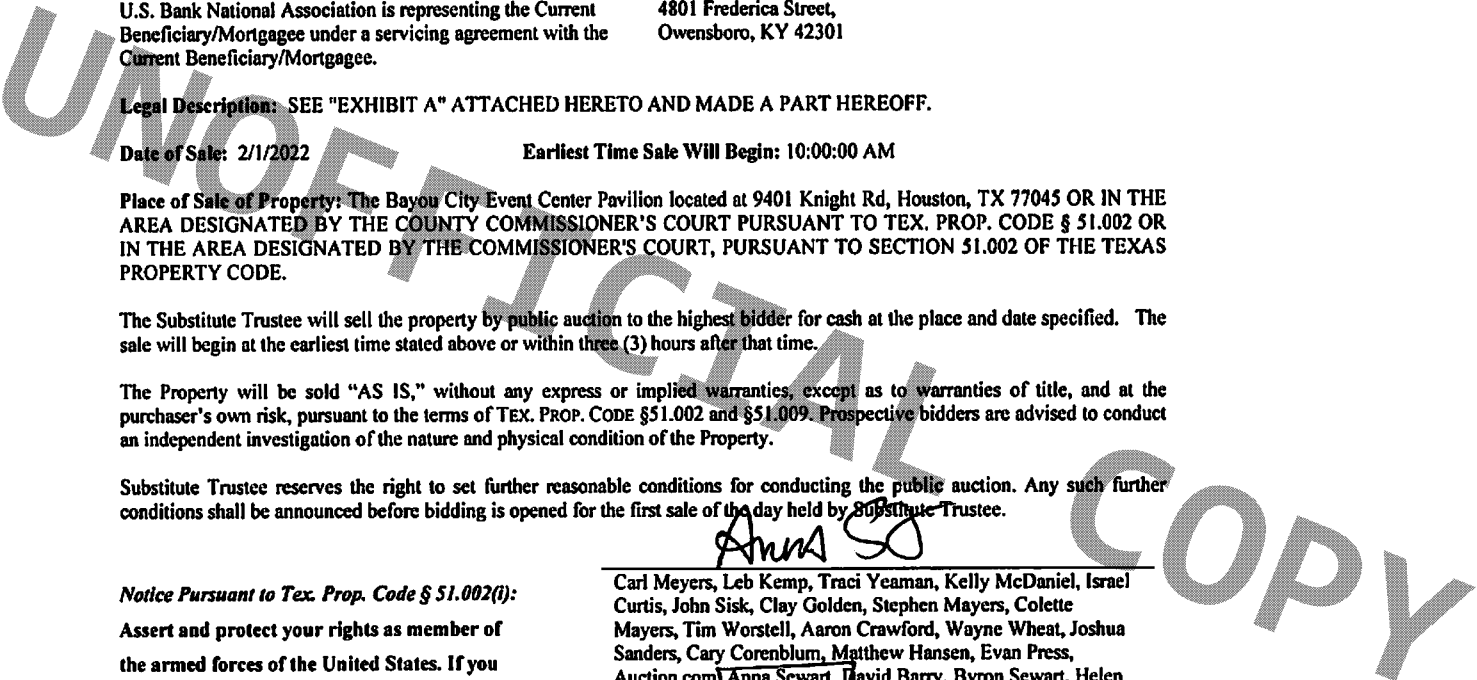 U.S. Bank National Association is representing the Current
Beneficiary/Mortgagee under a servicing agreement with the
Current Beneficiary/Mortgagee.
4801 Frederica Street,
Owensboro, KY 42301
Legal Description: SEE "EXHIBIT A" ATTACHED HERETO AND MADE A PART HEREOFF.
Date of Sale: 2/1/2022 Earliest Time Sale Will Begin: 10:00:00 AM
Place of Sale of Property: The Bayou City Event Center Pavilion located at 9401 Knight Rd, Houston, TX 77045 OR IN THE
AREA DESIGNATED BY THE COUNTY COMMISSIONER'S COURT PURSUANT TO TEX. PROP. CODE § 51.002 OR
IN THE AREA DESIGNATED BY THE COMMISSIONER'S COURT, PURSUANT TO SECTION 51.002 OF THE TEXAS
PROPERTY CODE.
The Substitute Trustee will sell the property by public auction to the highest bidder for cash at the place and date specified. The
sale will begin at the earliest time stated above or within three (3) hours after that time.
The Property will be sold “AS IS,” without any express or implied warranties, except as to warranties of title, and at the
purchaser's own risk, pursuant to the terms of TEX. PROP. CODE §51.002 and §51.009. Prospective bidders are advised to conduct
an independent investigation of the nature and physical condition of the Property.
Substitute Trustee reserves the right to set further reasonable conditions for conducting the public auction. Any such further
conditions shall be announced before bidding is opened for the first sale of the day held by Substitute Trustee.
Notice Pursuant to Tex. Prop. Code § 51.002(i):
Assert and protect your rights as member of
the armed forces of the United States. If you
Anna
Carl Meyers, Leb Kemp, Traci Yeaman, Kelly McDaniel, Israel
Curtis, John Sisk, Clay Golden, Stephen Mayers, Colette
Mayers, Tim Worstell, Aaron Crawford, Wayne Wheat, Joshua
Sanders, Cary Corenblum, Matthew Hansen, Evan Press,
Auction.com, Anna Sewart, David Barry, Byron Sewart, Helen
UNOFFICIAL COPY